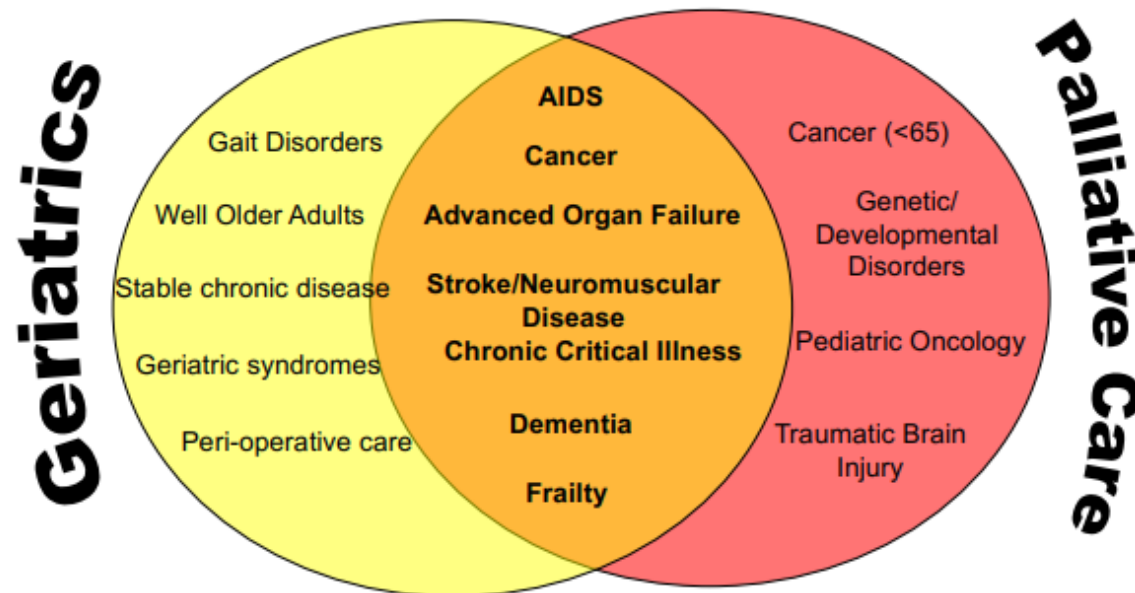 Geriatrics
Gait Disorders
Well Older Adults
Stable chronic disease
Geriatric syndromes
Peri-operative care
AIDS
Cancer
Advanced Organ Failure
Stroke/Neuromuscular
Disease
Chronic Critical Illness
Dementia
Frailty
Cancer (<65)
Genetic/
Developmental
Disorders
Pediatric Oncology
Traumatic Brain
Injury
Palliative Care